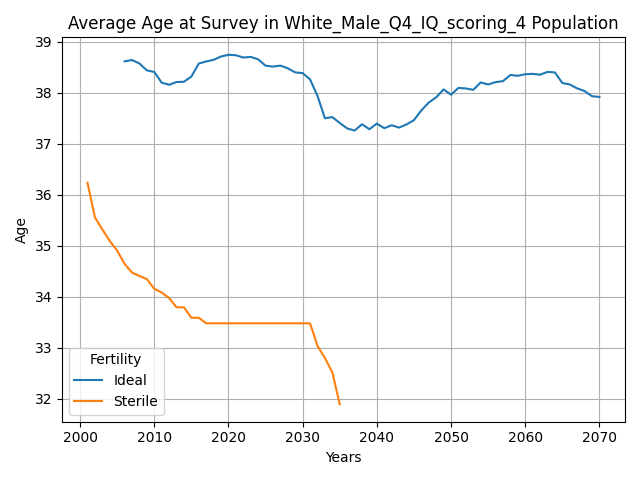 Average Age at Survey in White_Male_Q4_IQ_scoring_4 Population
39
38
37
36
35
34
33
32
Age
Fertility
Ideal
Sterile
2000 2010 2020 2030 2040 2050 2060 2070
Years